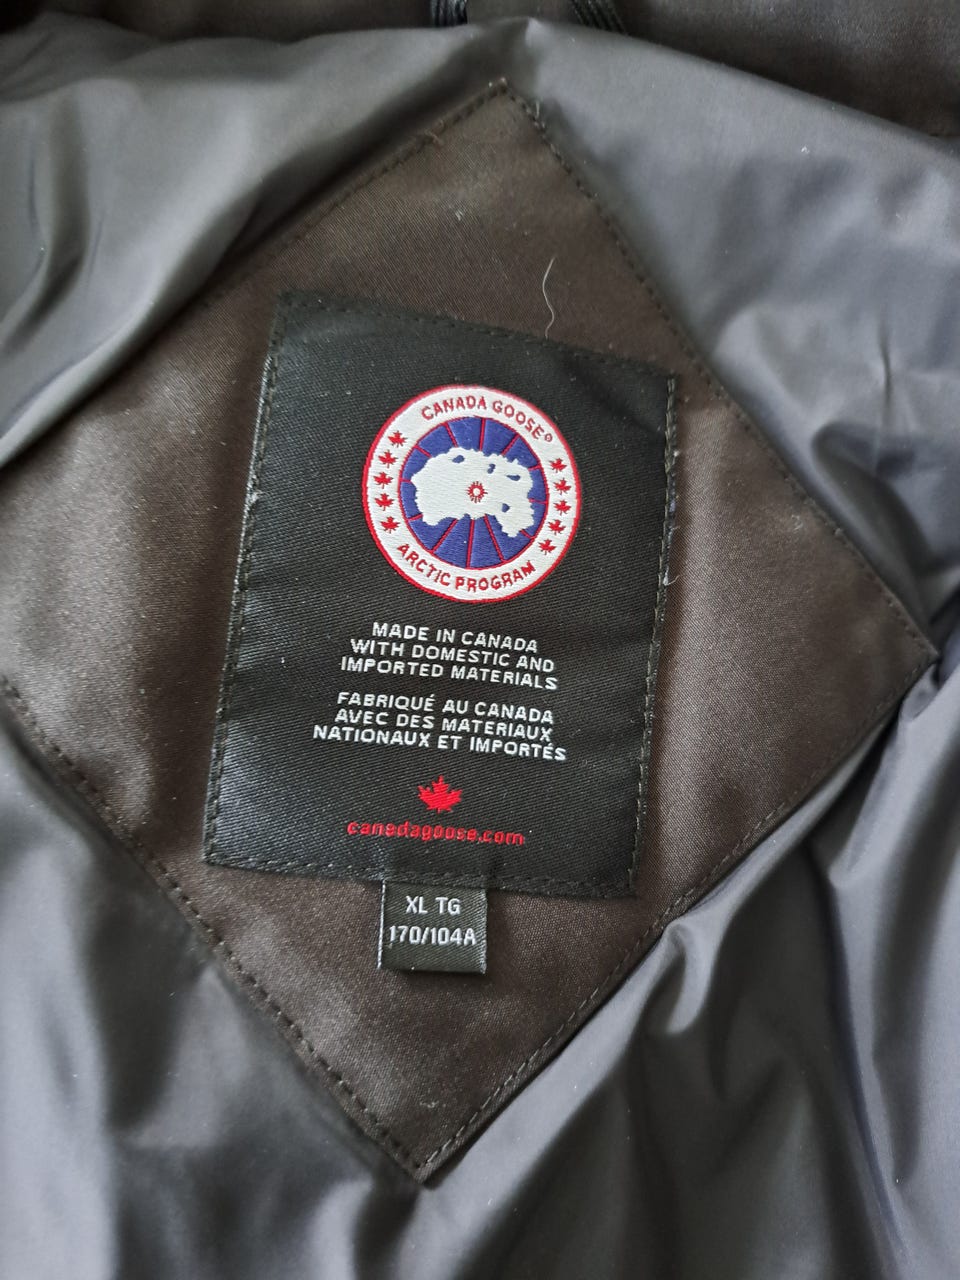 CANADA GOOSE®
ARCTIC PROGRAM
MADE IN CANADA
WITH DOMESTIC AND
IMPORTED MATERIALS
FABRIQUÉ AU CANADA
AVEC DES MATERIAUX
NATIONAUX ET IMPORTÉS
canadagoose.com
XL TG
170/104A